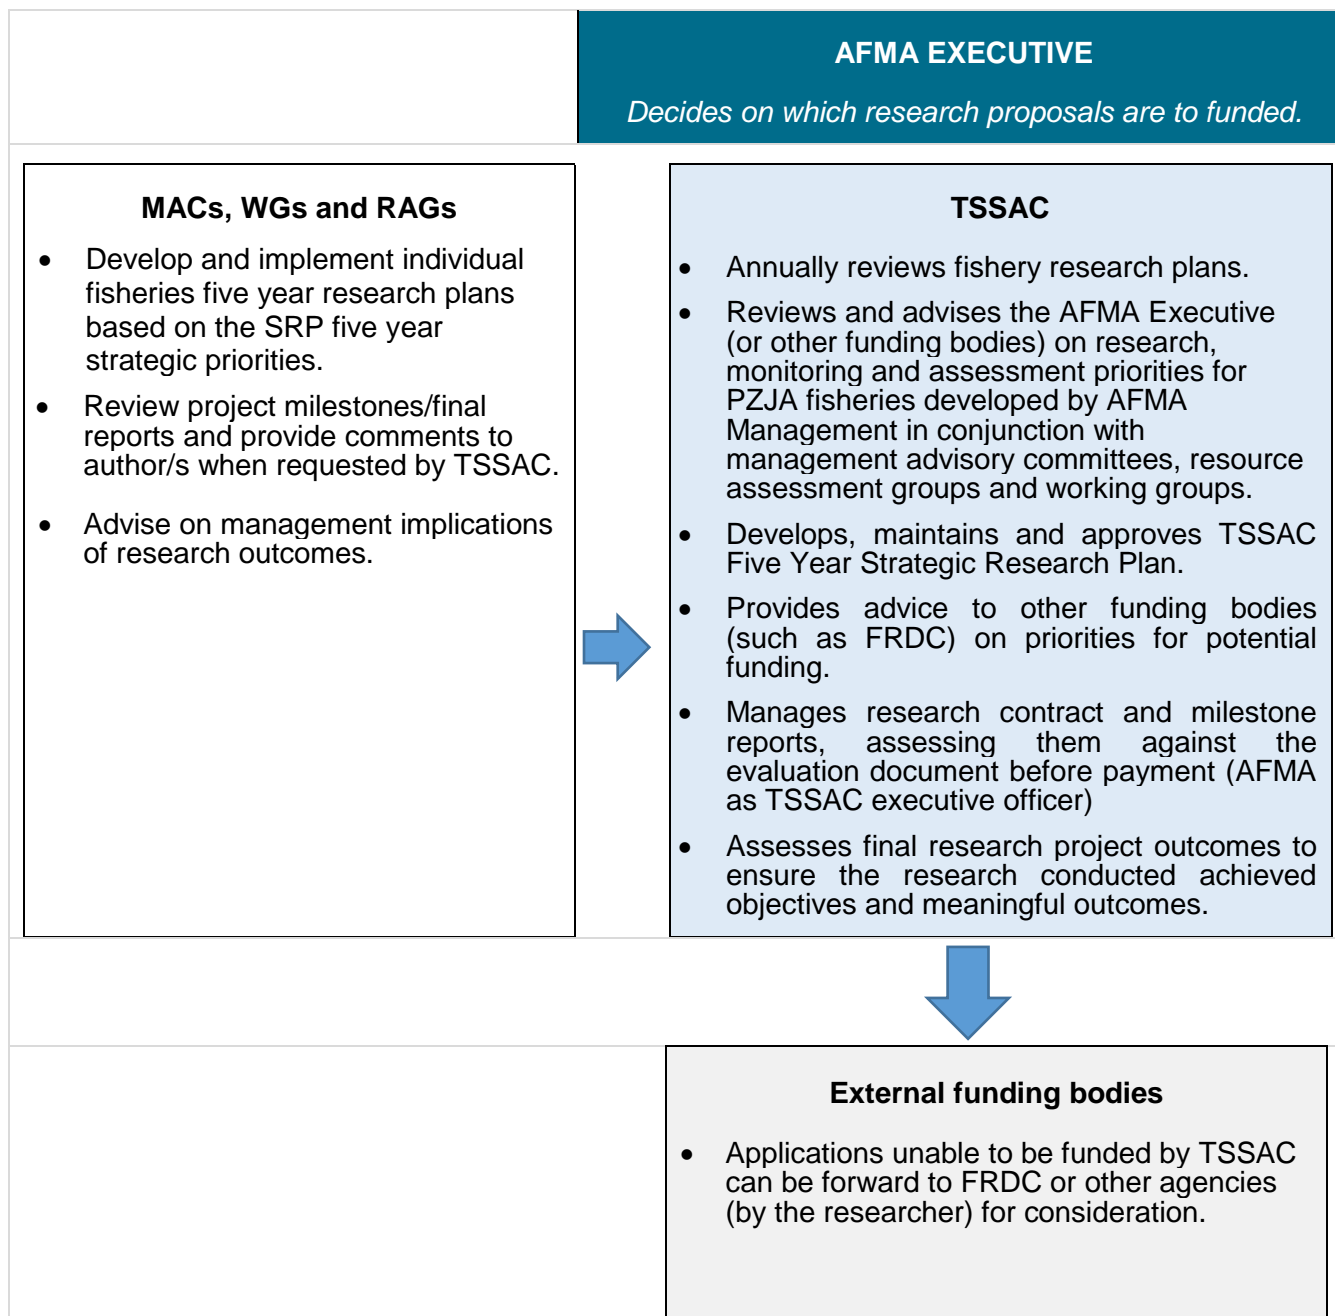 AFMA EXECUTIVE
Decides on which research proposals are to funded.
MACs, WGs and RAGs
• Develop and implement individual
fisheries five year research plans
based on the SRP five year
strategic priorities.
• Review project milestones/final
reports and provide comments to
author/s when requested by TSSAC.
• Advise on management implications
of research outcomes.
TSSAC
• Annually reviews fishery research plans.
• Reviews and advises the AFMA Executive
(or other funding bodies) on research,
monitoring and assessment priorities for
PZJA fisheries developed by AFMA
Management in conjunction with
management advisory committees, resource
assessment groups and working groups.
• Develops, maintains and approves TSSAC
Five Year Strategic Research Plan.
• Provides advice to other funding bodies
(such as FRDC) on priorities for potential
funding.
• Manages research contract and milestone
reports, assessing them against the
evaluation document before payment (AFMA
as TSSAC executive officer)
• Assesses final research project outcomes to
ensure the research conducted achieved
objectives and meaningful outcomes.
External funding bodies
• Applications unable to be funded by TSSAC
can be forward to FRDC or other agencies
(by the researcher) for consideration.